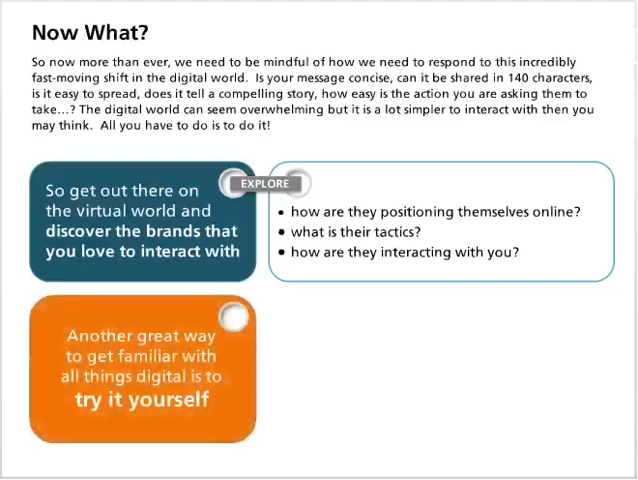 Now What?
So now more than ever, we need to be mindful of how we need to respond to this incredibly
fast-moving shift in the digital world. Is your message concise, can it be shared in 140 characters,
is it easy to spread, does it tell a compelling story, how easy is the action you are asking them to
take...? The digital world can seem overwhelming but it is a lot simpler to interact with then you
may think. All you have to do is to do it!
So get out there on
the virtual world and
discover the brands that
you love to interact with
EXPLORE
• how are they positioning themselves online?
• what is their tactics?
• how are they interacting with you?
Another great way
to get familiar with
all things digital is to
try it yourself